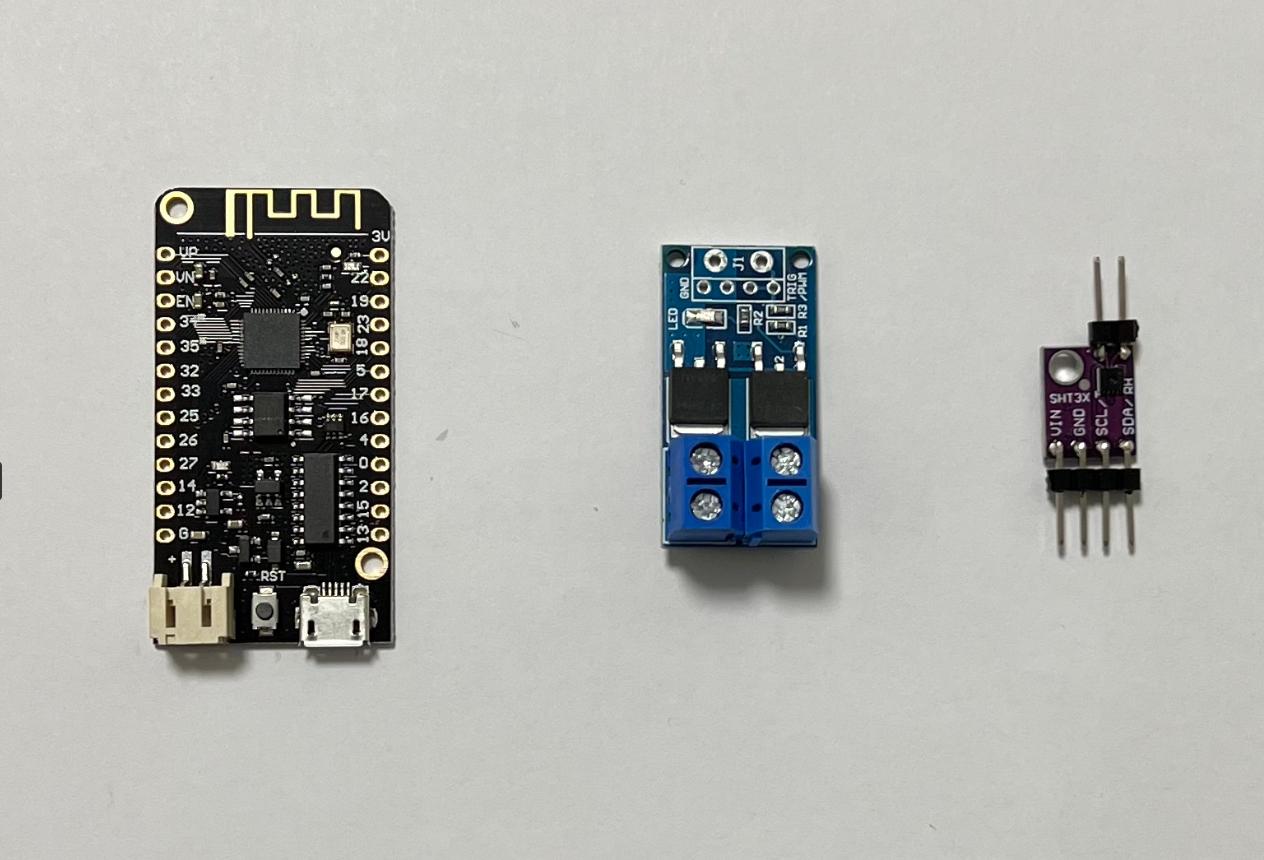 3V
VP
VN
EN
34
35
32
33
25
26
27
14
12
G
+
22
19
23
18
5
17
16
4
0
2
15
13
RST
J1
GND
TRIG
/PWM
LED
R2
R3
R1
SHT3X
VIN
GND
SCL/T
SDA/RH